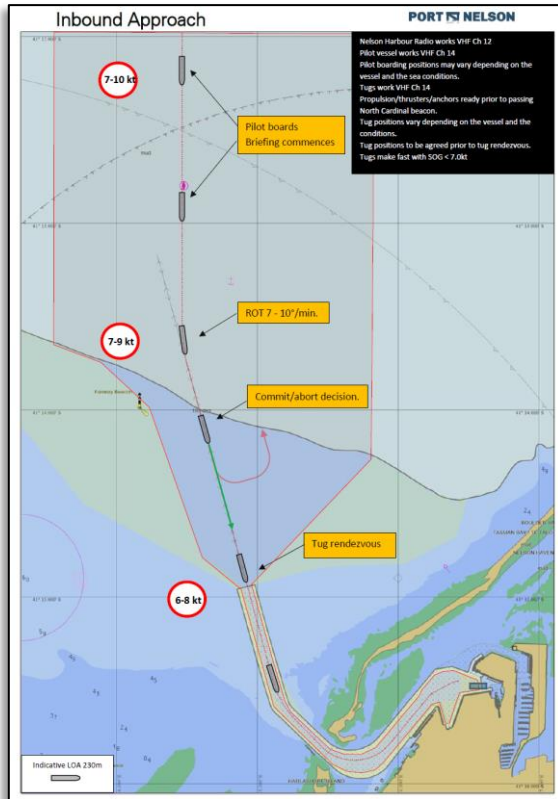 Inbound Approach
PORT NELSON
Nelson Harbour Radio works VHF Ch 12
Pilot vessel works VHF Ch 14
Pilot boarding positions may vary depending on the
vessel and the sea conditions.
Tugs work VHF Ch 14
Propulsion/thrusters/anchors ready prior to passing
North Cardinal beacon.
Tug positions vary depending on the vessel and the
conditions.
Tug positions to be agreed prior to tug rendezvous.
Tugs make fast with SOG < 7.0kt
7-10 kt
Pilot boards
Briefing commences
ROT 7 - 10°/min.
7-9 kt
Commit/abort decision.
Tug rendezvous
6-8 kt
Indicative LOA 230m